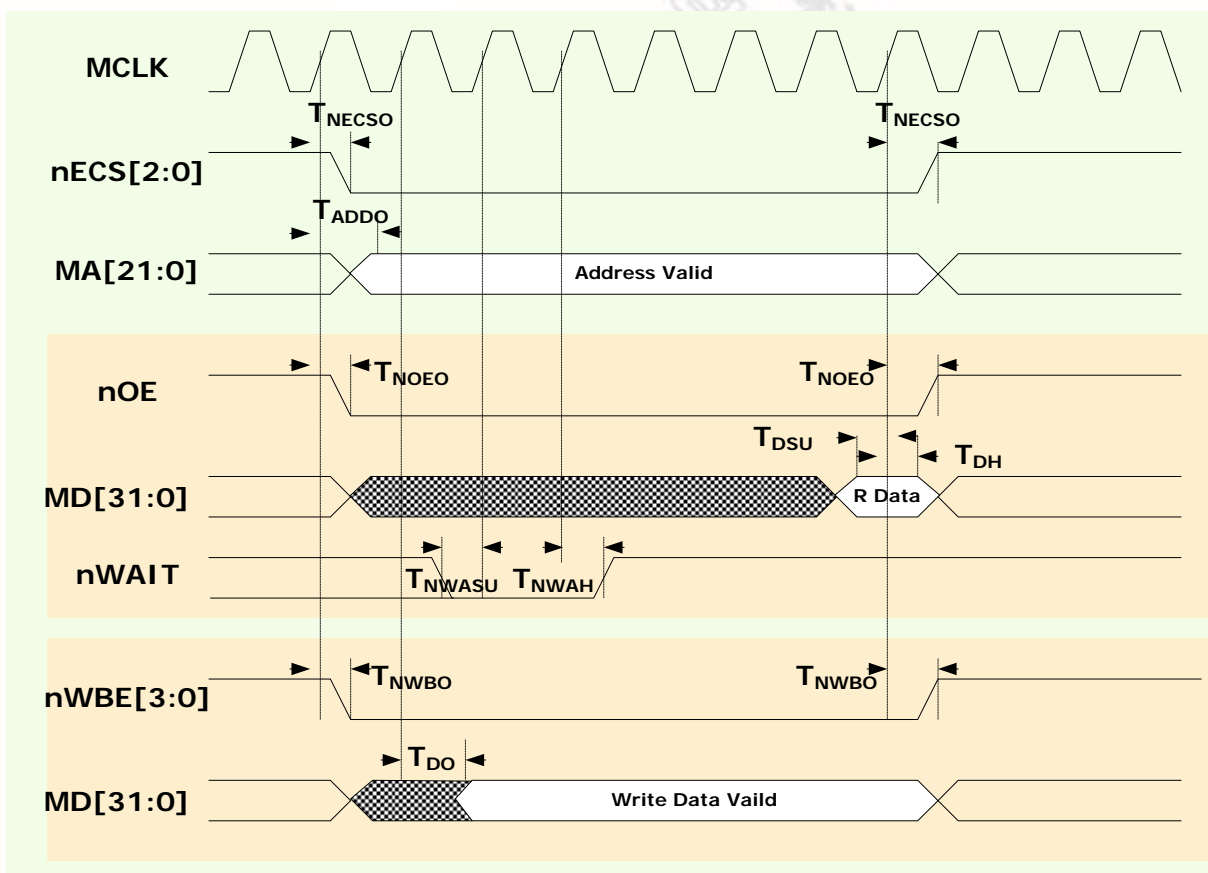 MCLK
TNECSO TNECSO
nECS[2:0]
TADDO
MA[21:0] Address Valid
nOE TNOEO TNOEO
TDSU TDH
MD[31:0] R Data
nWAIT TNWASU TNWAH
nWBE[3:0] TNWBO TNWBO
TDO
MD[31:0] Write Data Vaild